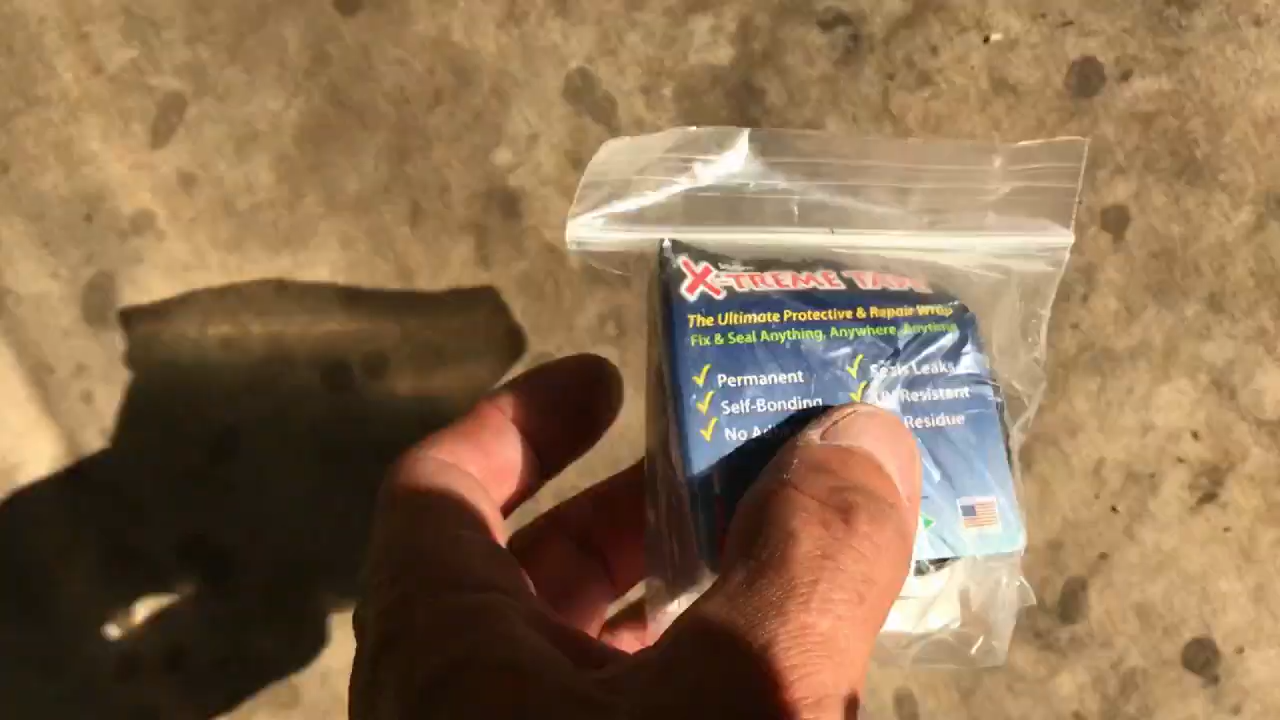 X-TREME TAPE
The Ultimate Protective & Repair Wrap
Fix & Seal Anything, Anywhere, Anytime
✓ Permanent
✓ Self-Bonding
✓ No
✓ Seals Leaks
✓ Resistant
Residue